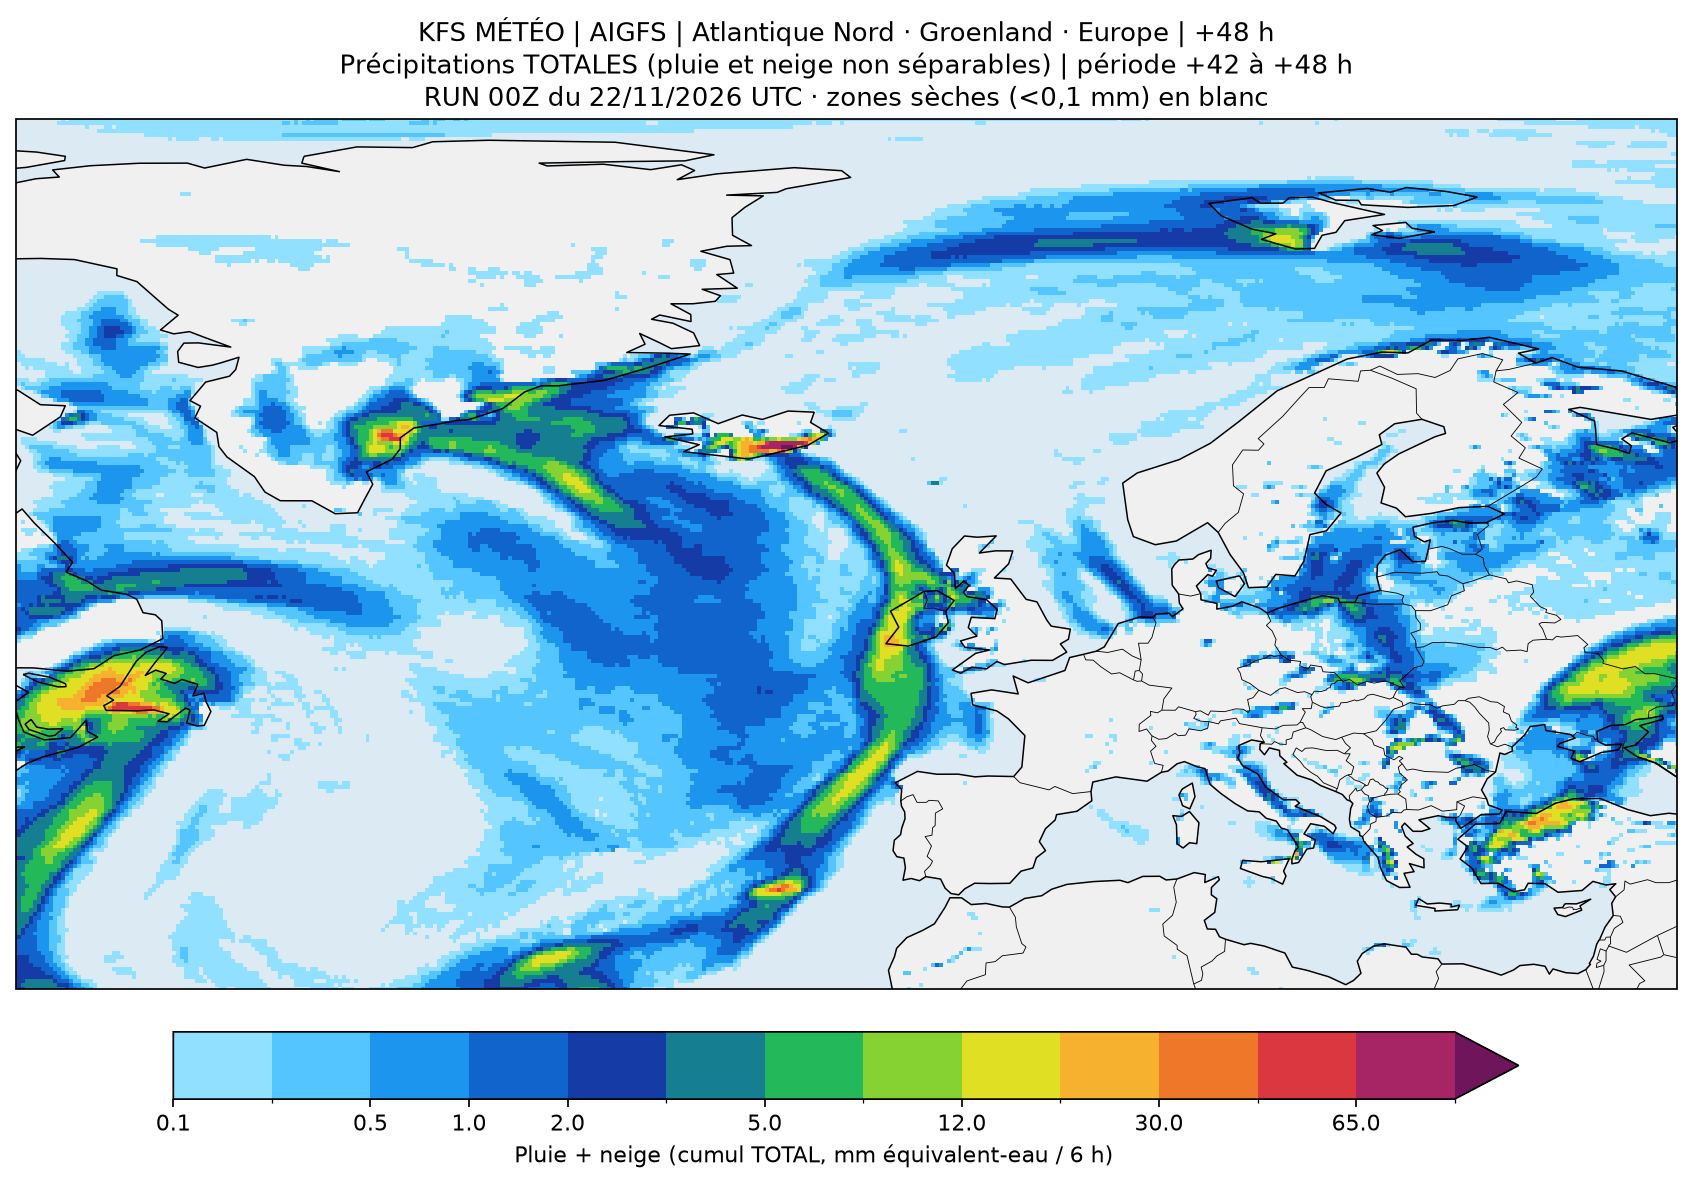 KFS MÉTÉO | AIGFS | Atlantique Nord · Groenland · Europe | +48 h
Précipitations TOTALES (pluie et neige non séparables) | période +42 à +48 h
RUN 00Z du 22/11/2026 UTC · zones sèches (<0,1 mm) en blanc
0.1 0.5 1.0 2.0 5.0 12.0 30.0 65.0
Pluie + neige (cumul TOTAL, mm équivalent-eau / 6 h)